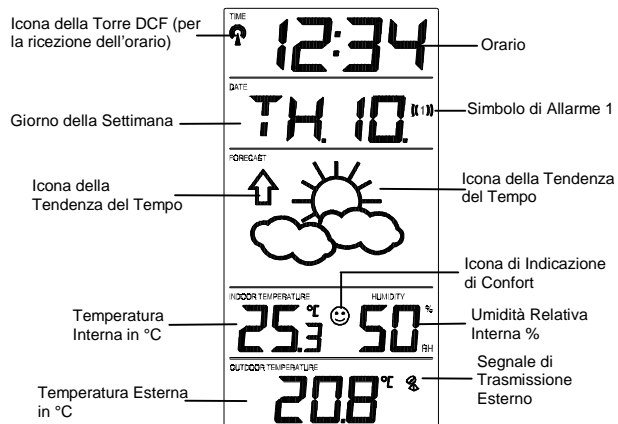 Icona della Torre DCF (per
la ricezione dell'orario)
TIME
12:34
Orario
DATE
TH. 10.
((1))
Simbolo di Allarme 1
Giorno della Settimana
FORECAST
Icona della
Tendenza del Tempo
Icona della Tendenza
del Tempo
Icona di Indicazione
di Confort
INDOOR TEMPERATURE
HUMIDITY
Temperatura
Interna in °C
25.3 °C
50 %
RH
Umidità Relativa
Interna %
OUTDOOR TEMPERATURE
Temperatura Esterna
in °C
20.8 °C
Segnale di
Trasmissione
Esterno